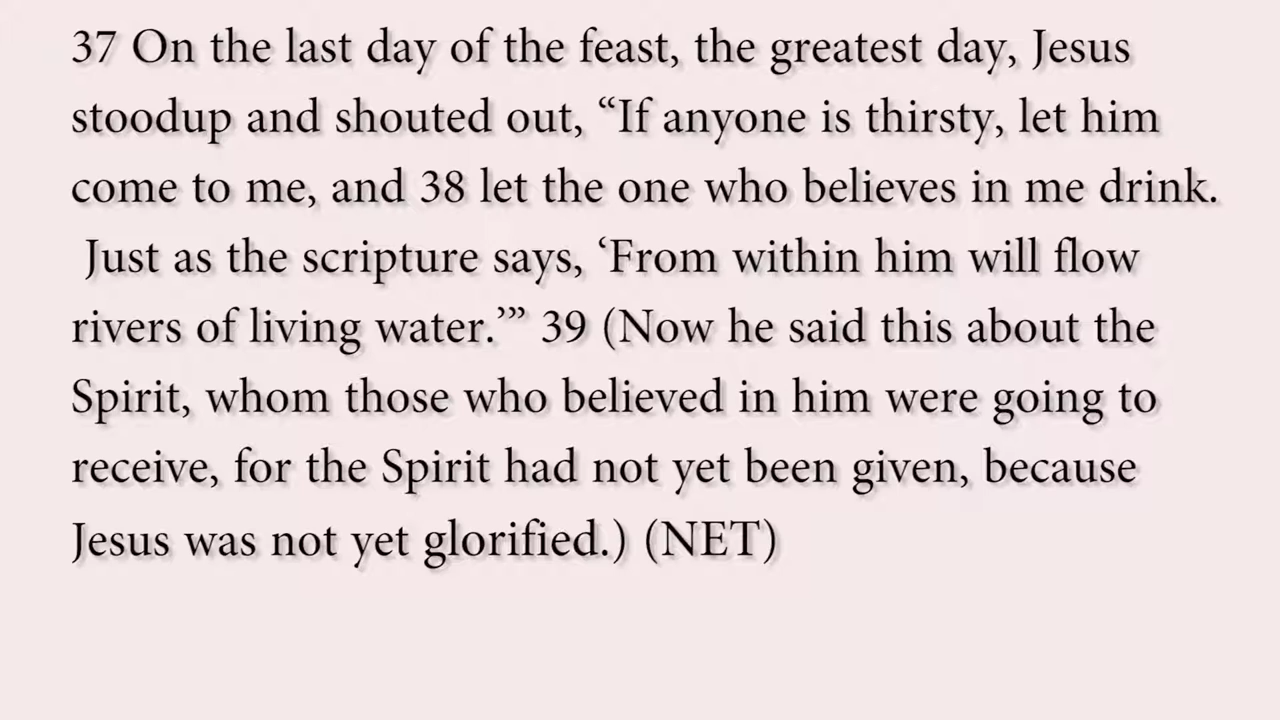 37 On the last day of the feast, the greatest day, Jesus
stoodup and shouted out, “If anyone is thirsty, let him
come to me, and 38 let the one who believes in me drink.
Just as the scripture says, ‘From within him will flow
rivers of living water.’” 39 (Now he said this about the
Spirit, whom those who believed in him were going to
receive, for the Spirit had not yet been given, because
Jesus was not yet glorified.) (NET)